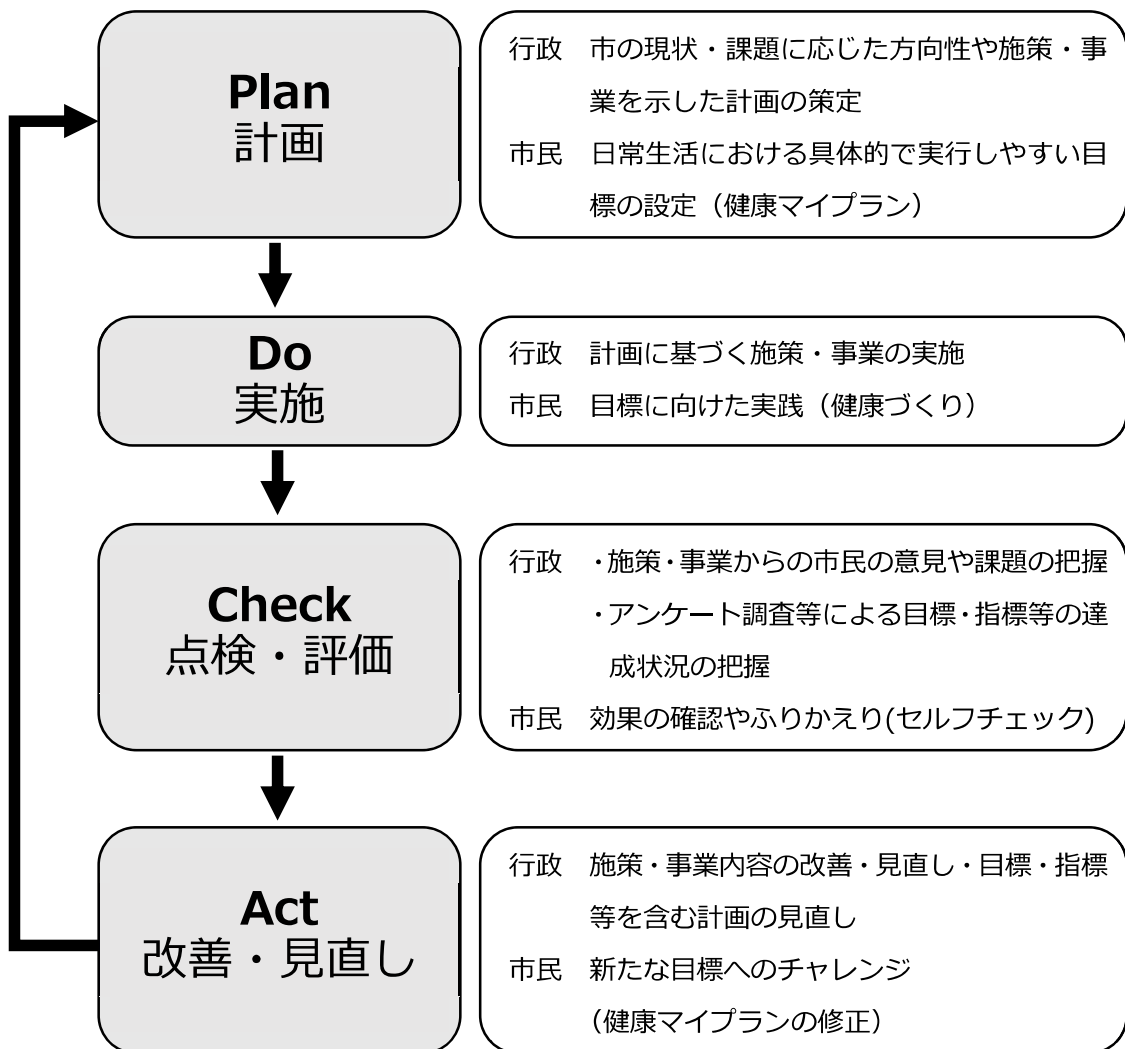 Plan
計画
行政 市の現状・課題に応じた方向性や施策・事
業を示した計画の策定
市民 日常生活における具体的で実行しやすい目
標の設定（健康マイプラン）
Do
実施
行政 計画に基づく施策・事業の実施
市民 目標に向けた実践（健康づくり）
Check
点検・評価
行政 ・施策・事業からの市民の意見や課題の把握
・アンケート調査等による目標・指標等の達
成状況の把握
市民 効果の確認やふりかえり(セルフチェック)
Act
改善・見直し
行政 施策・事業内容の改善・見直し・目標・指標
等を含む計画の見直し
市民 新たな目標へのチャレンジ
（健康マイプランの修正）